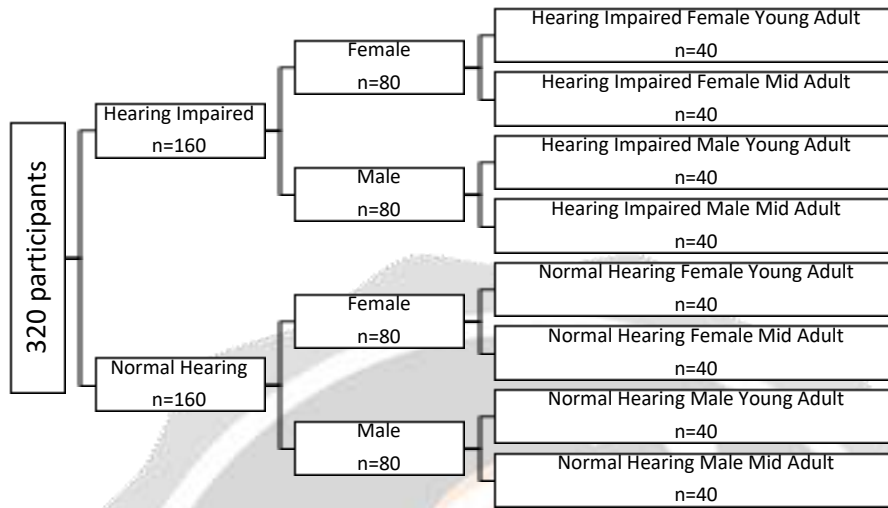 320 participants
Hearing Impaired
n=160
Female
n=80
Hearing Impaired Female Young Adult
n=40
Hearing Impaired Female Mid Adult
n=40
Male
n=80
Hearing Impaired Male Young Adult
n=40
Hearing Impaired Male Mid Adult
n=40
Normal Hearing
n=160
Female
n=80
Normal Hearing Female Young Adult
n=40
Normal Hearing Female Mid Adult
n=40
Male
n=80
Normal Hearing Male Young Adult
n=40
Normal Hearing Male Mid Adult
n=40